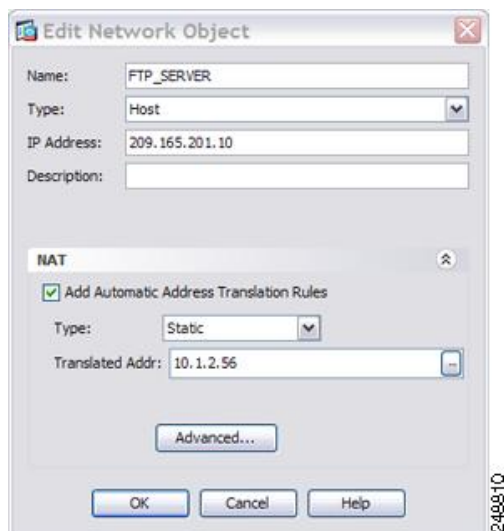 Edit Network Object
Name: FTP_SERVER
Type: Host
IP Address: 209.165.201.10
Description:
NAT
Add Automatic Address Translation Rules
Type: Static
Translated Addr: 10.1.2.56 ...
Advanced...
OK Cancel Help
248810